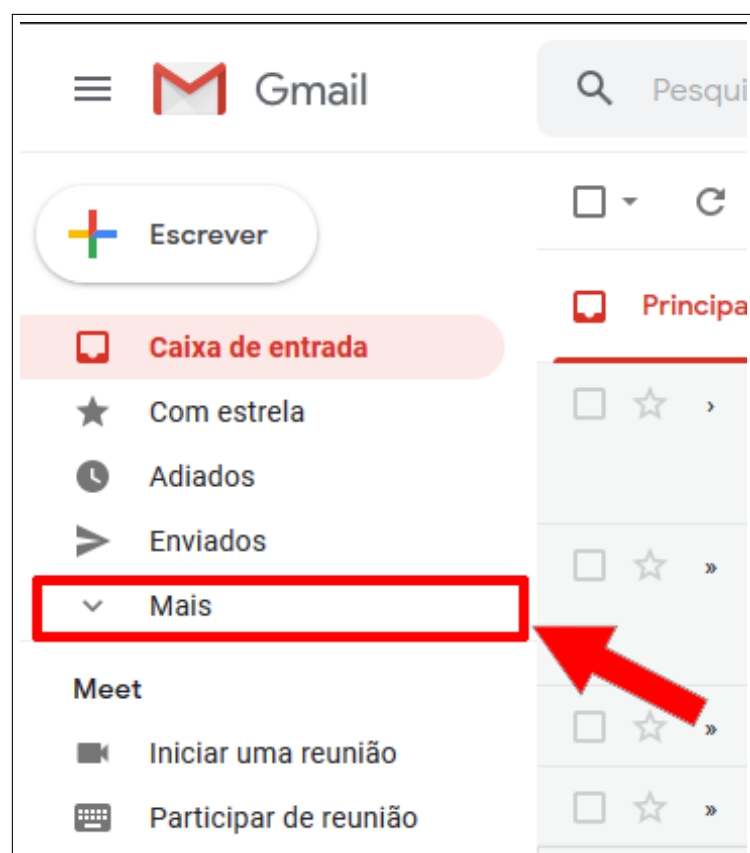 Gmail
Pesqui
Escrever
Principa
Caixa de entrada
Com estrela
Adiados
Enviados
Mais
Meet
Iniciar uma reunião
Participar de reunião